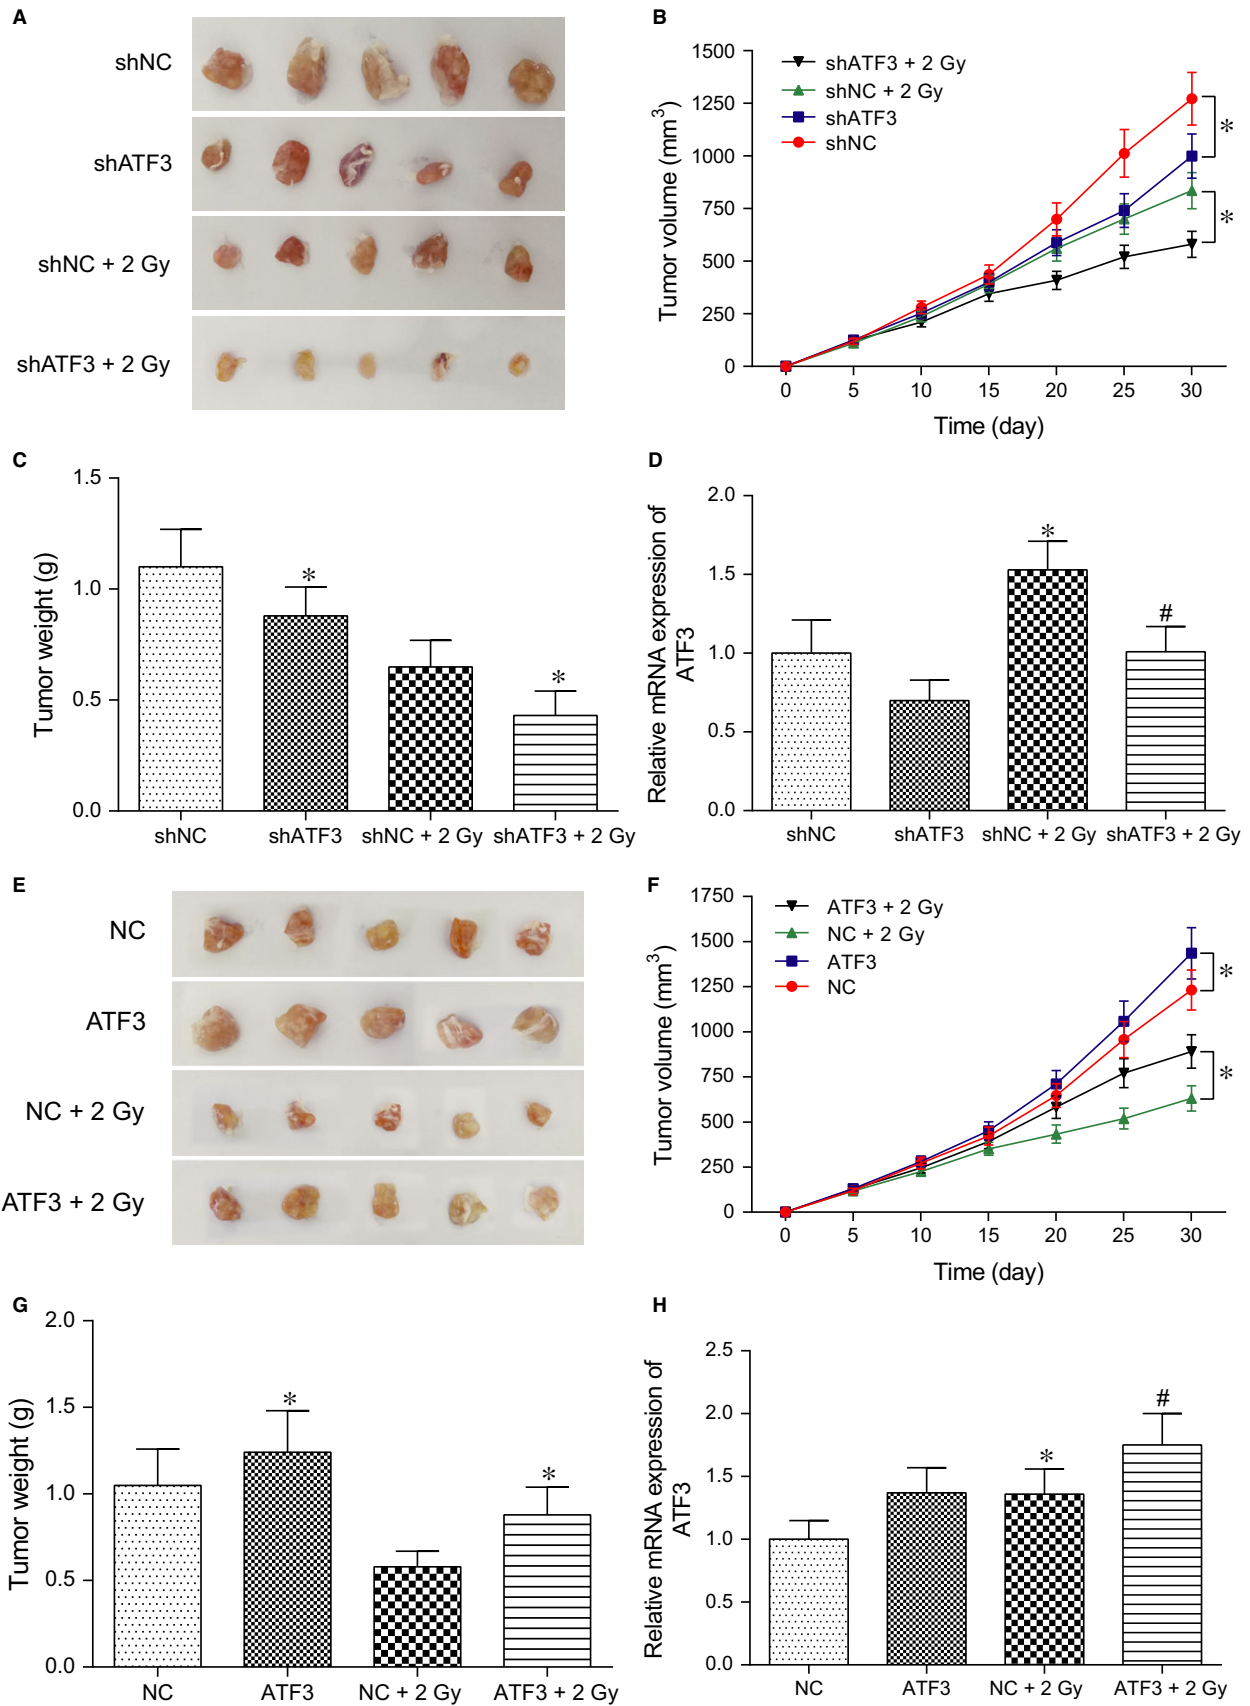 A
shNC
shATF3
shNC + 2 Gy
shATF3 + 2 Gy
B
1500
1250
1000
750
500
250
0
Tumor volume (mm³)
shATF3 + 2 Gy
shNC + 2 Gy
shATF3
shNC
*
*
0 5 10 15 20 25 30
Time (day)
C
1.5
1.0
0.5
0.0
Tumor weight (g)
*
*
shNC shATF3 shNC + 2 Gy shATF3 + 2 Gy
D
2.0
1.5
1.0
0.5
0.0
Relative mRNA expression of
ATF3
*
#
shNC shATF3 shNC + 2 Gy shATF3 + 2 Gy
E
NC
ATF3
NC + 2 Gy
ATF3 + 2 Gy
F
1750
1500
1250
1000
750
500
250
0
Tumor volume (mm³)
ATF3 + 2 Gy
NC + 2 Gy
ATF3
NC
*
*
0 5 10 15 20 25 30
Time (day)
G
2.0
1.5
1.0
0.5
0.0
Tumor weight (g)
*
*
NC ATF3 NC + 2 Gy ATF3 + 2 Gy
H
2.5
2.0
1.5
1.0
0.5
0.0
Relative mRNA expression of
ATF3
*
#
NC ATF3 NC + 2 Gy ATF3 + 2 Gy